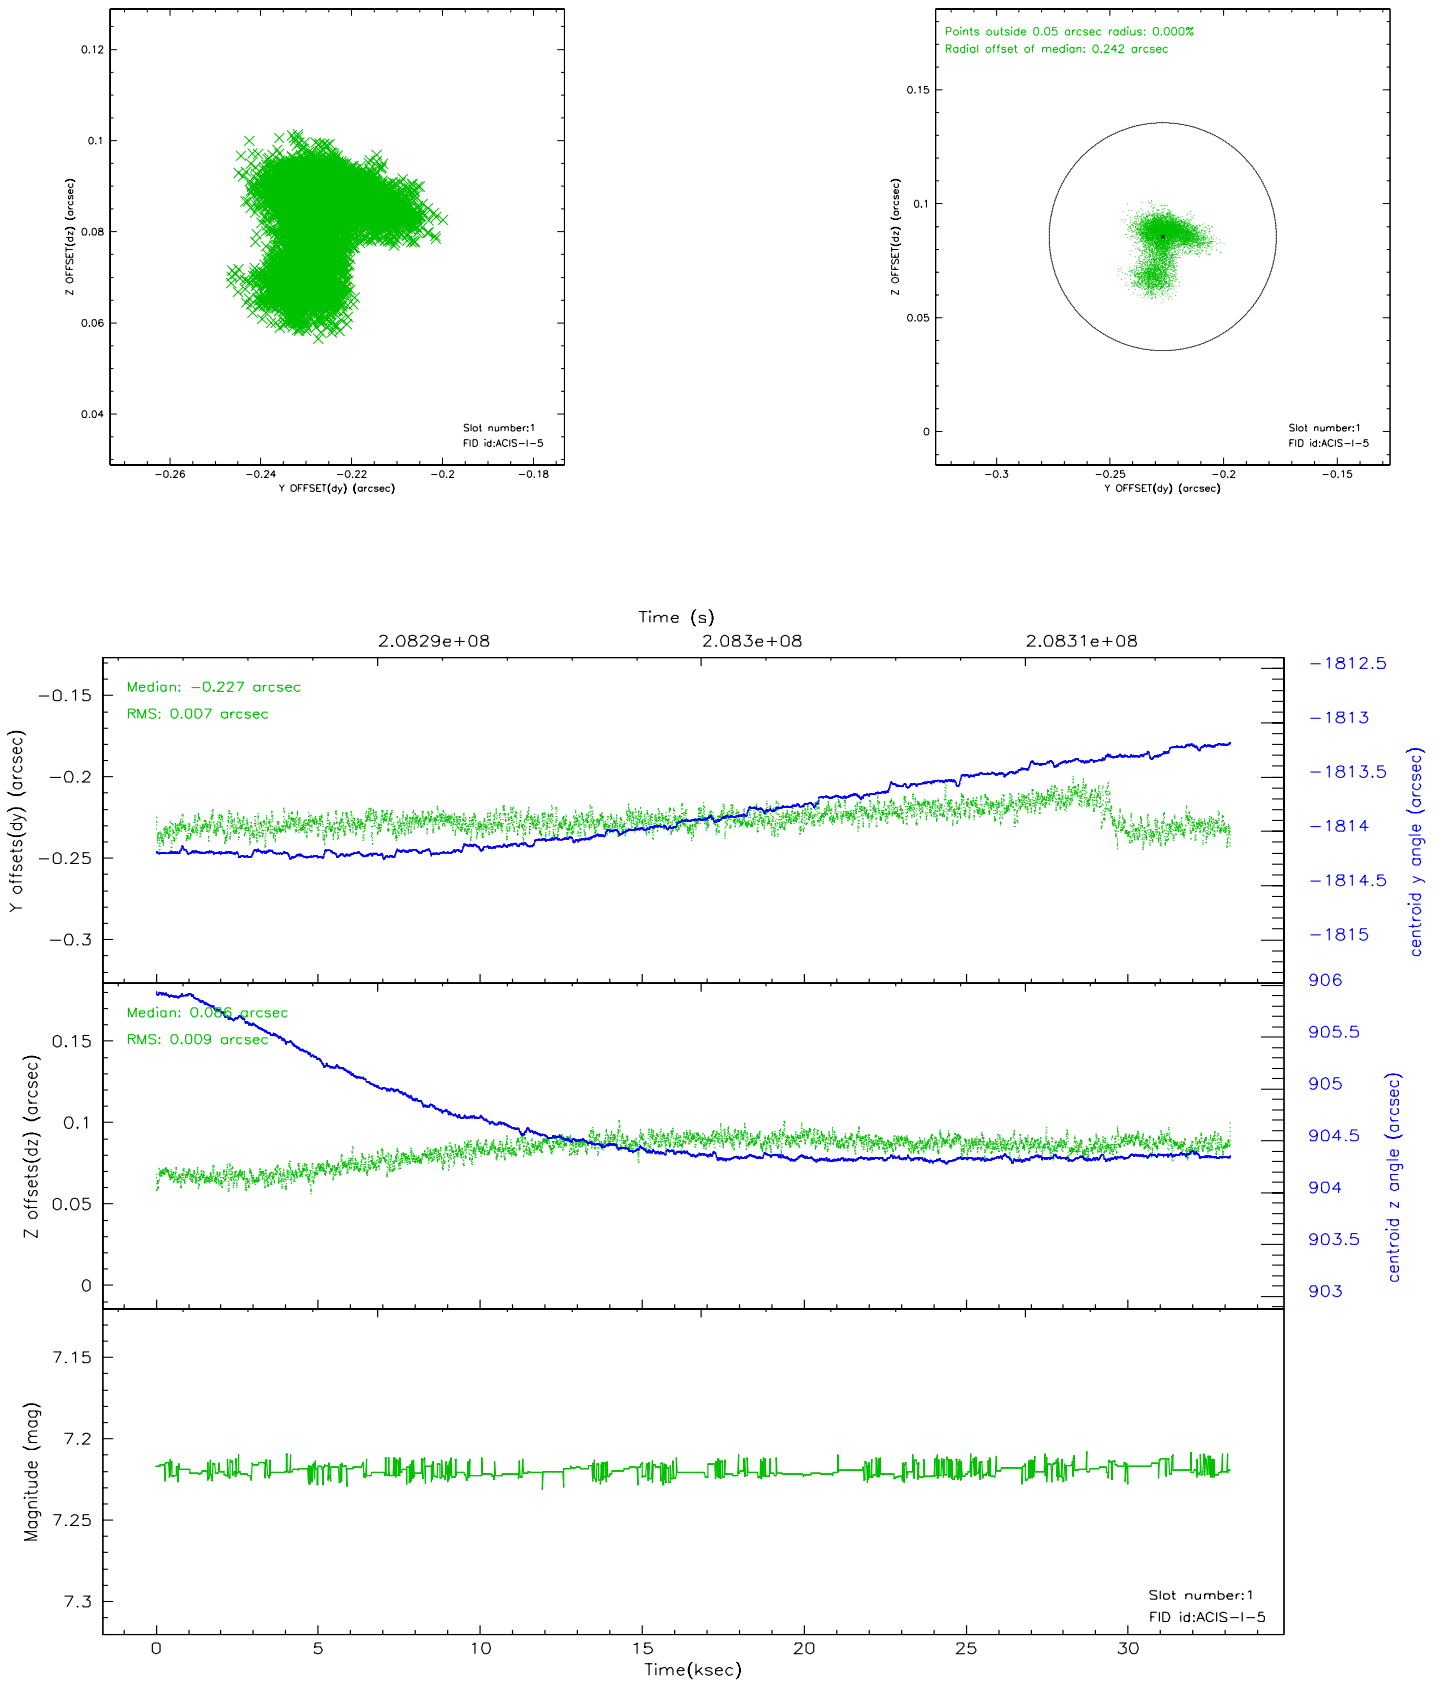 0.12
0.1
0.08
0.06
0.04
Z OFFSET(dz) (arcsec)
Slot number:1
FID id:ACIS-I-5
-0.26
-0.24
-0.22
-0.2
-0.18
Y OFFSET(dy) (arcsec)
Points outside 0.05 arcsec radius: 0.000%
Radial offset of median: 0.242 arcsec
0.15
0.1
0.05
0
Z OFFSET(dz) (arcsec)
Slot number:1
FID id:ACIS-I-5
-0.3
-0.25
-0.2
-0.15
Y OFFSET(dy) (arcsec)
Time (s)
2.0829e+08
2.083e+08
2.0831e+08
Median: -0.227 arcsec
RMS: 0.007 arcsec
-0.15
-0.2
-0.25
-0.3
Y offsets(dy) (arcsec)
-1812.5
-1813
-1813.5
-1814
-1814.5
-1815
centroid y angle (arcsec)
Median: 0.086 arcsec
RMS: 0.009 arcsec
0.15
0.1
0.05
0
Z offsets(dz) (arcsec)
906
905.5
905
904.5
904
903.5
903
centroid z angle (arcsec)
7.15
7.2
7.25
7.3
Magnitude (mag)
Slot number:1
FID id:ACIS-I-5
0
5
10
15
20
25
30
Time(ksec)